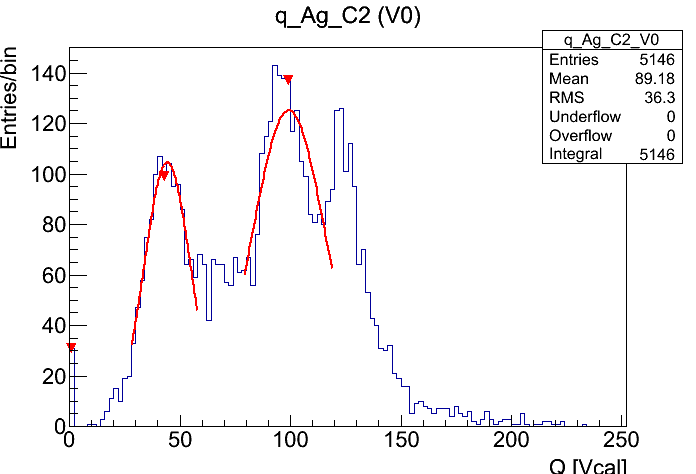 q_Ag_C2 (V0)
q_Ag_C2_V0
Entries 5146
Mean 89.18
RMS 36.3
Underflow 0
Overflow 0
Integral 5146
Entries/bin
140
120
100
80
60
40
20
0
0 50 100 150 200 250
Q [Vcal]